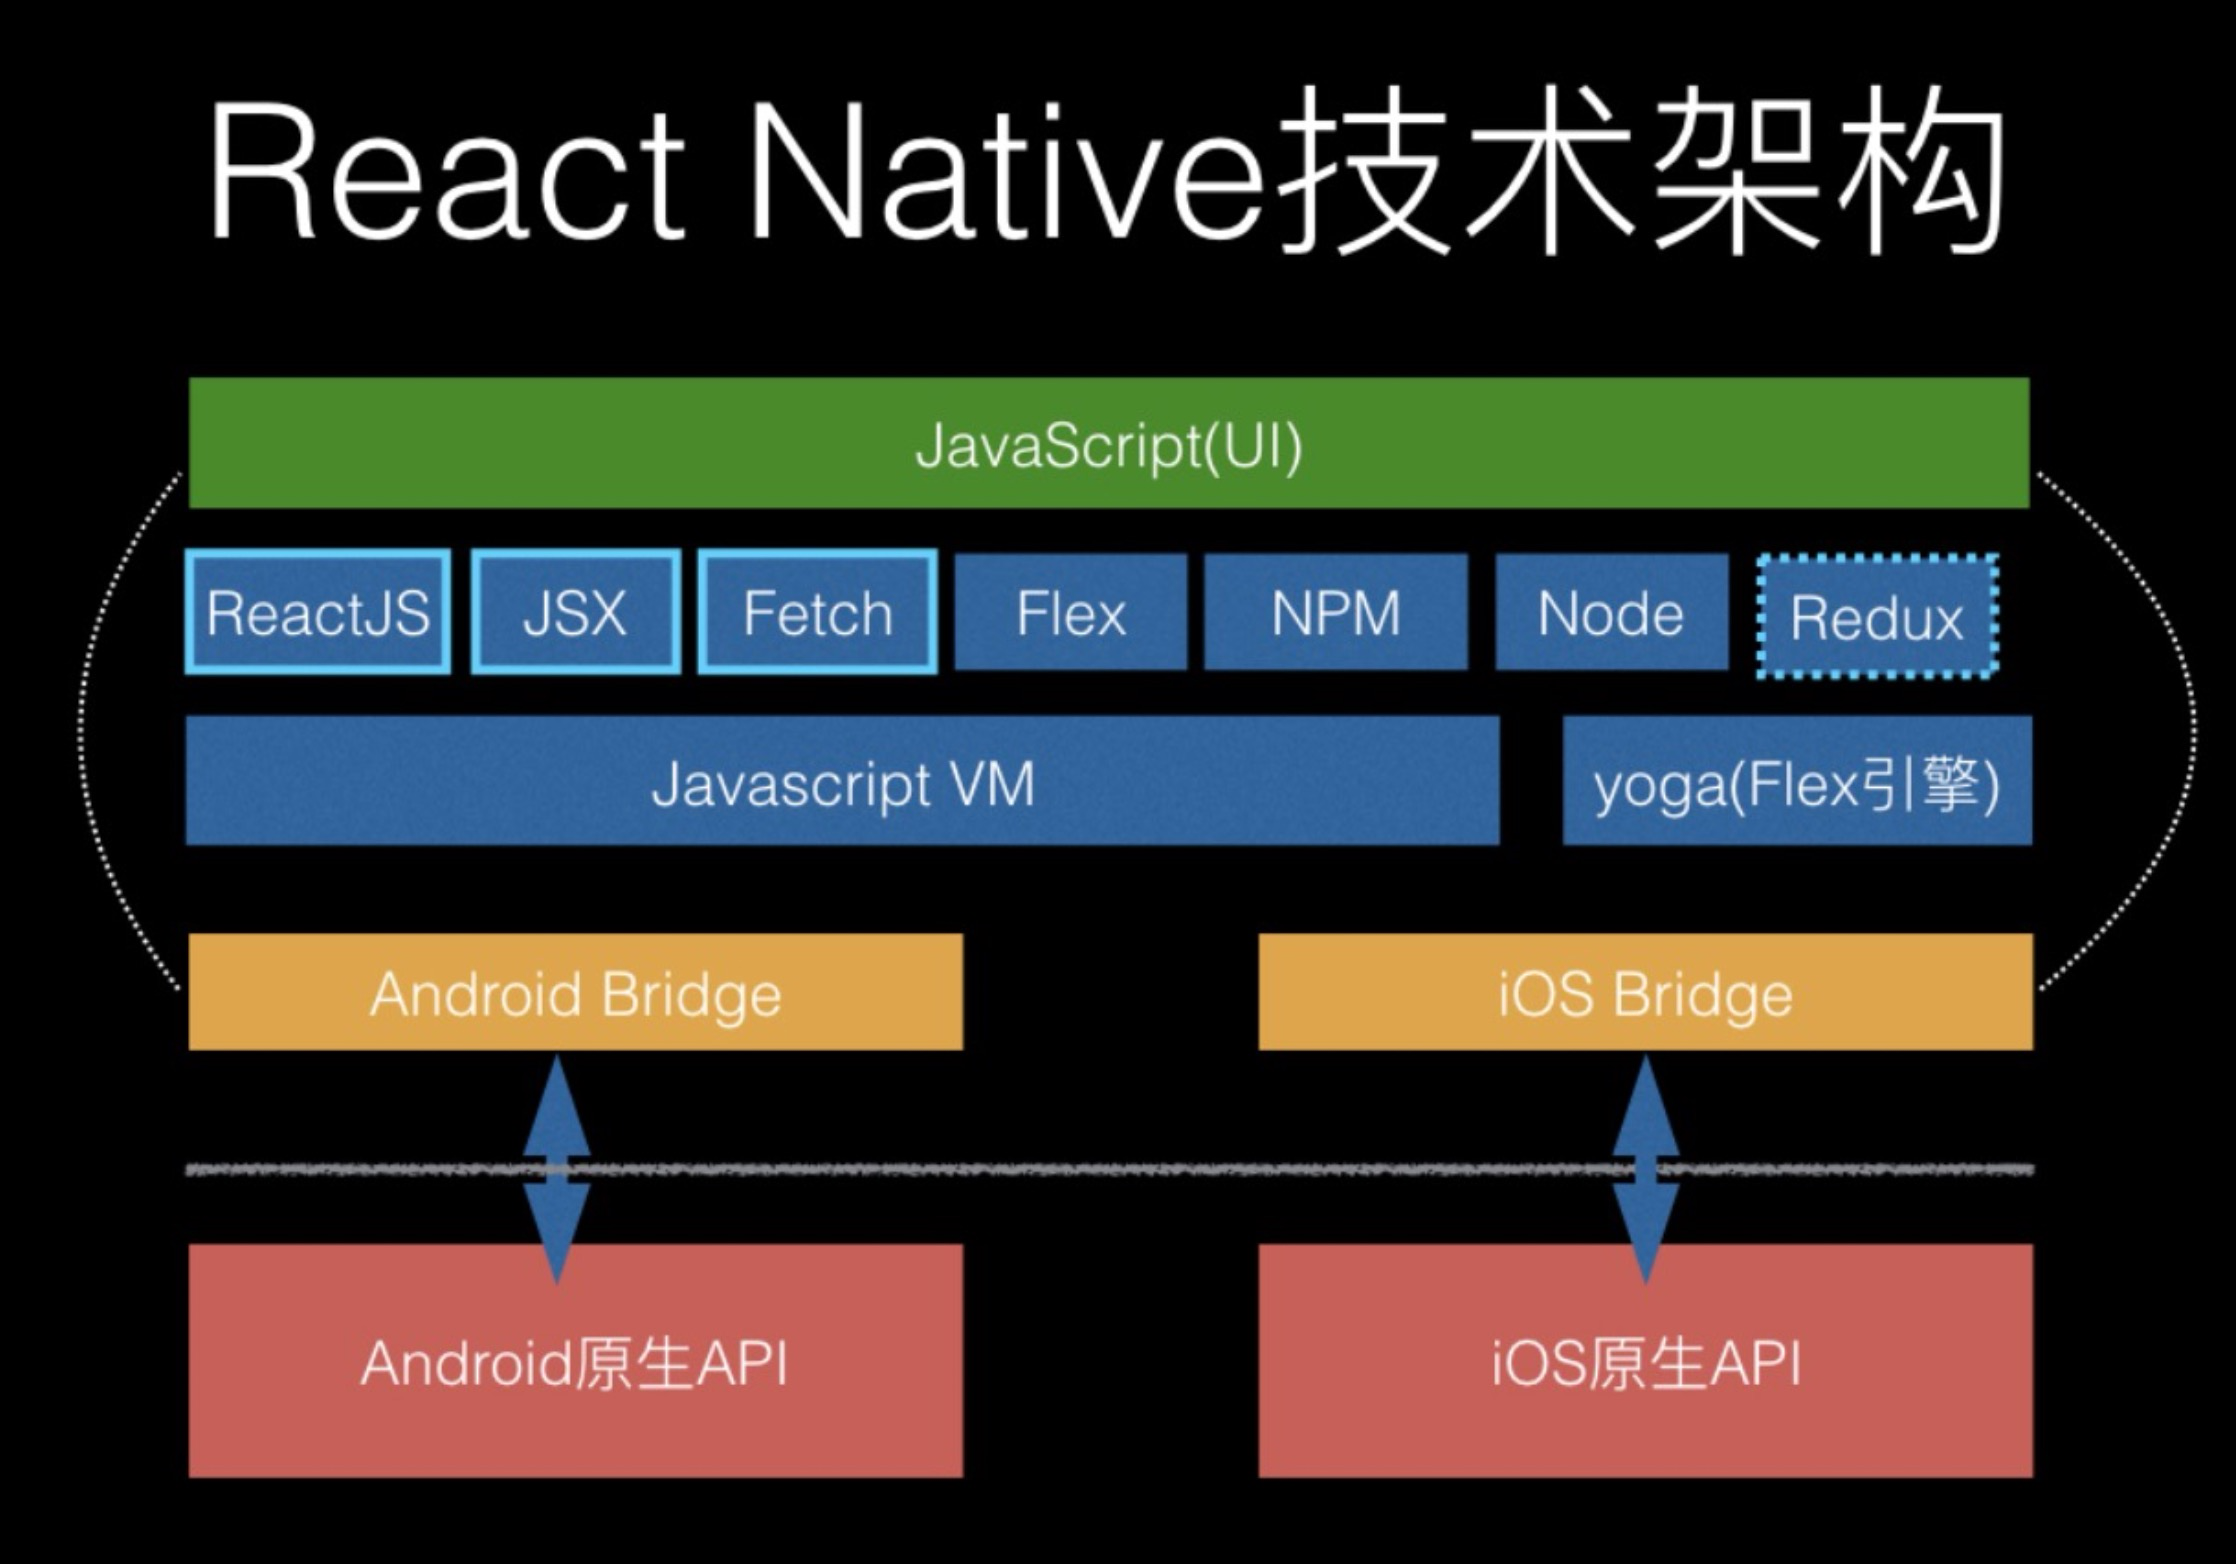 React Native技术架构
JavaScript(UI)
ReactJS JSX Fetch Flex NPM Node Redux
Javascript VM yoga(Flex引擎)
Android Bridge iOS Bridge
Android原生API iOS原生API